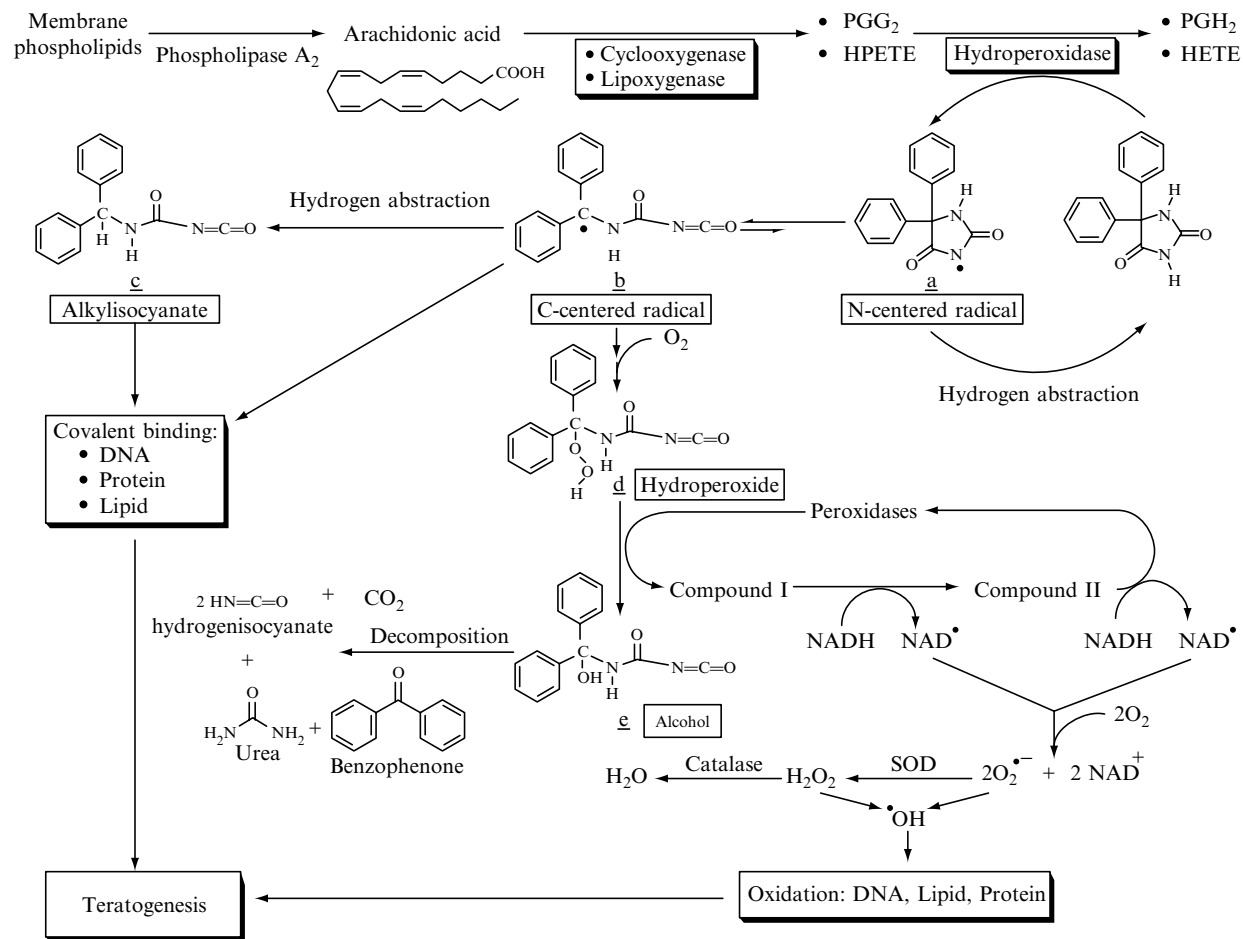 Membrane
phospholipids
Phospholipase A2
Arachidonic acid
COOH
• Cyclooxygenase
• Lipoxygenase
• PGG2
• HPETE
Hydroperoxidase
• PGH2
• HETE
C
H
N
H
O
N=C=O
c
Alkylisocyanate
Hydrogen abstraction
C
•
N
H
O
N=C=O
b
C-centered radical
H
N
O
O
N
•
a
N-centered radical
H
N
O
O
N
H
Hydrogen abstraction
O2
C
O
O
H
N
H
O
N=C=O
d
Hydroperoxide
Covalent binding:
• DNA
• Protein
• Lipid
Peroxidases
Compound I
Compound II
NADH
NAD•
NADH
NAD•
2 HN=C=O
+
CO2
hydrogenisocyanate
+
Decomposition
O
H2N
NH2
Urea
+
O
Benzophenone
C
OH
N
H
O
N=C=O
e
Alcohol
2O2
H2O
Catalase
H2O2
SOD
2O2•− + 2 NAD+
•OH
Oxidation: DNA, Lipid, Protein
Teratogenesis